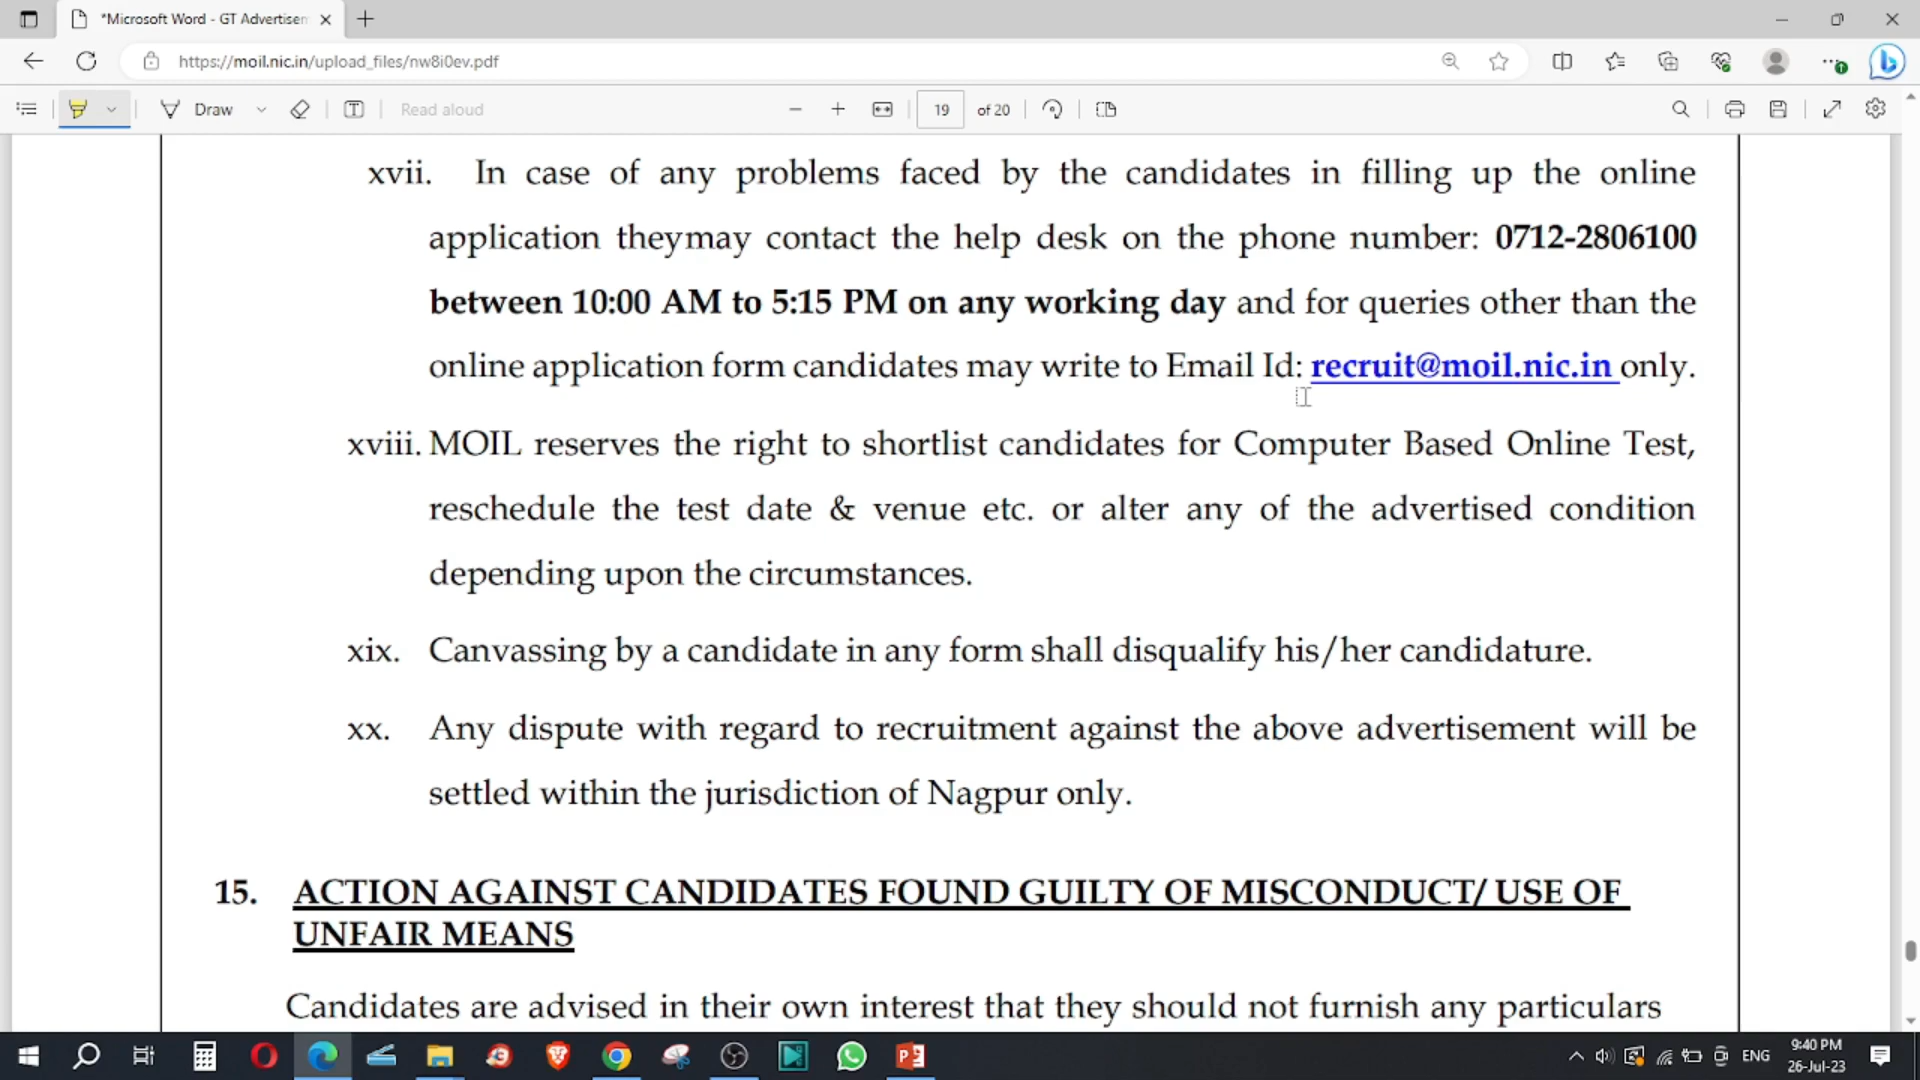 *Microsoft Word - GT Advertisen
https://moil.nic.in/upload_files/nw8i0ev.pdf
Draw
Read aloud
19
of 20
xvii. In case of any problems faced by the candidates in filling up the online
application theymay contact the help desk on the phone number: 0712-2806100
between 10:00 AM to 5:15 PM on any working day and for queries other than the
online application form candidates may write to Email Id: recruit@moil.nic.in only.
xviii. MOIL reserves the right to shortlist candidates for Computer Based Online Test,
reschedule the test date & venue etc. or alter any of the advertised condition
depending upon the circumstances.
xix. Canvassing by a candidate in any form shall disqualify his/her candidature.
xx. Any dispute with regard to recruitment against the above advertisement will be
settled within the jurisdiction of Nagpur only.
15. ACTION AGAINST CANDIDATES FOUND GUILTY OF MISCONDUCT/ USE OF
UNFAIR MEANS
Candidates are advised in their own interest that they should not furnish any particulars
ENG
9:40 PM
26-Jul-23